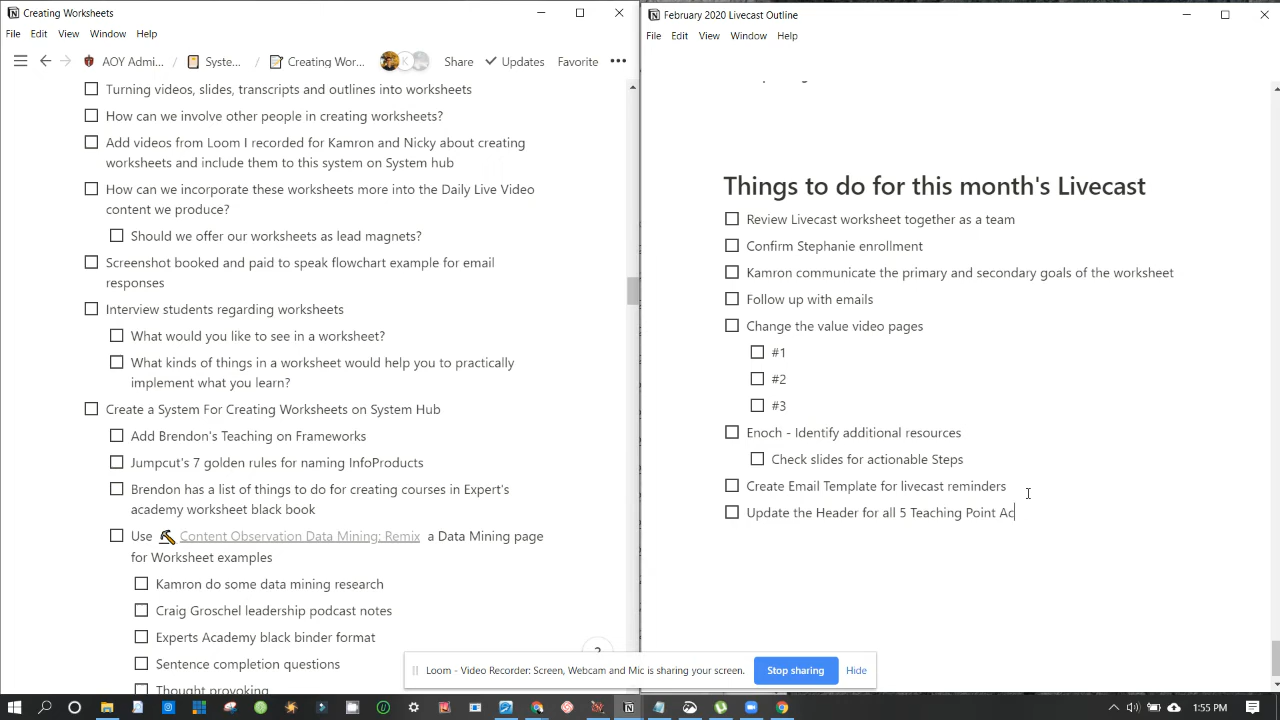 Creating Worksheets
File Edit View Window Help
AOY Admi... / Syste... / Creating Wor... K Share Updates Favorite
Turning videos, slides, transcripts and outlines into worksheets
How can we involve other people in creating worksheets?
Add videos from Loom I recorded for Kamron and Nicky about creating
worksheets and include them to this system on System hub
How can we incorporate these worksheets more into the Daily Live Video
content we produce?
Should we offer our worksheets as lead magnets?
Screenshot booked and paid to speak flowchart example for email
responses
Interview students regarding worksheets
What would you like to see in a worksheet?
What kinds of things in a worksheet would help you to practically
implement what you learn?
Create a System For Creating Worksheets on System Hub
Add Brendon's Teaching on Frameworks
Jumpcut's 7 golden rules for naming InfoProducts
Brendon has a list of things to do for creating courses in Expert's
academy worksheet black book
Use Content Observation Data Mining: Remix a Data Mining page
for Worksheet examples
Kamron do some data mining research
Craig Groschel leadership podcast notes
Experts Academy black binder format
Sentence completion questions
Thought provoking
February 2020 Livecast Outline
File Edit View Window Help
Things to do for this month's Livecast
Review Livecast worksheet together as a team
Confirm Stephanie enrollment
Kamron communicate the primary and secondary goals of the worksheet
Follow up with emails
Change the value video pages
#1
#2
#3
Enoch - Identify additional resources
Check slides for actionable Steps
Create Email Template for livecast reminders
Update the Header for all 5 Teaching Point Ac
Loom - Video Recorder: Screen, Webcam and Mic is sharing your screen. Stop sharing Hide
1:55 PM